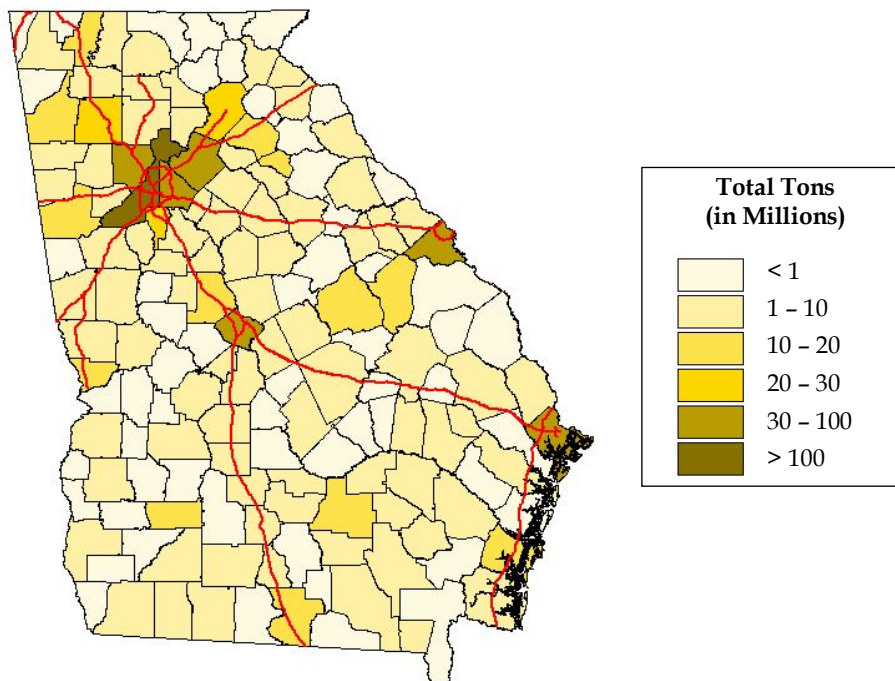 Total Tons
(in Millions)
< 1
1 – 10
10 – 20
20 – 30
30 – 100
> 100